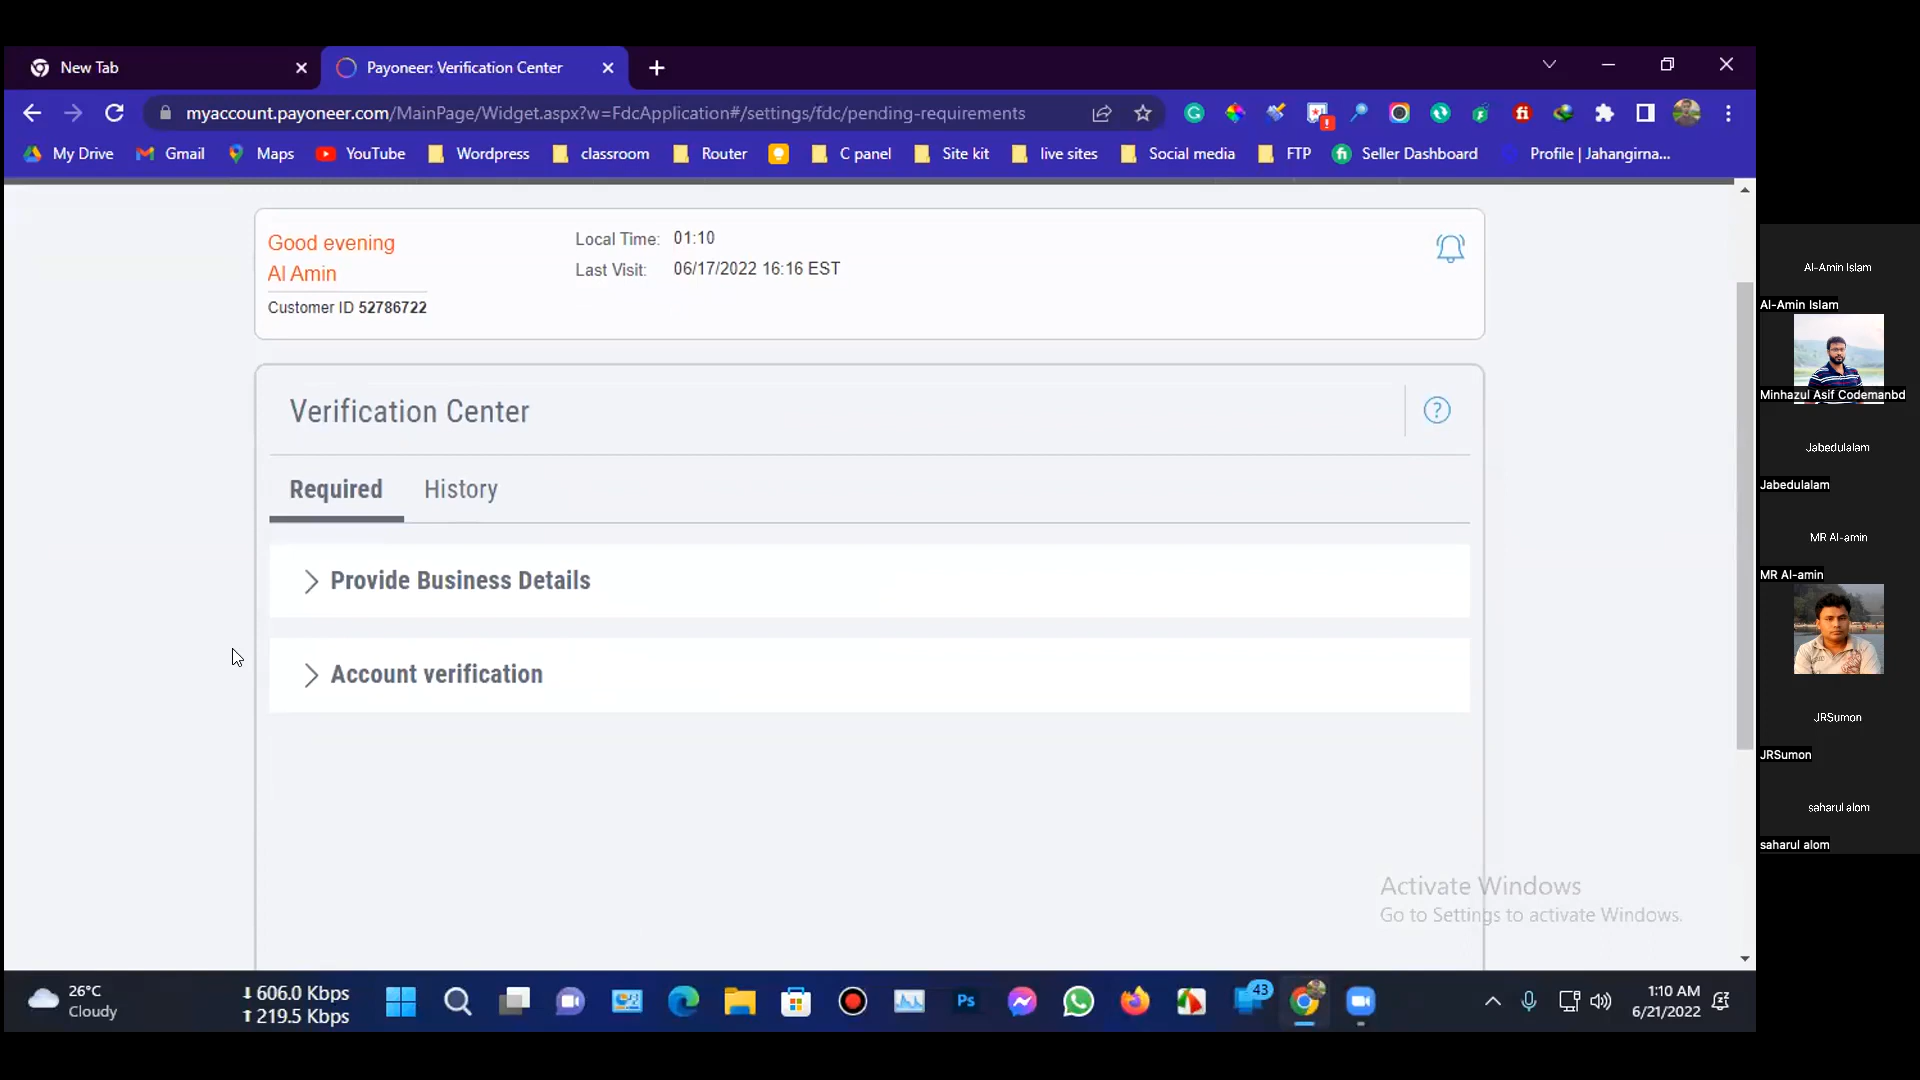 New Tab
Payoneer: Verification Center
myaccount.payoneer.com/MainPage/Widget.aspx?w=FdcApplication#/settings/fdc/pending-requirements
My Drive
Gmail
Maps
YouTube
Wordpress
classroom
Router
C panel
Site kit
live sites
Social media
FTP
Seller Dashboard
Profile | Jahangirna...
Good evening
Al Amin
Customer ID 52786722
Local Time: 01:10
Last Visit: 06/17/2022 16:16 EST
Verification Center
?
Required
History
Provide Business Details
Account verification
Activate Windows
Go to Settings to activate Windows.
Al-Amin Islam
Al-Amin Islam
Minhazul Asif Codemanbd
Jabedulalam
Jabedulalam
MR Al-amin
MR Al-amin
JRSumon
JRSumon
saharul alom
saharul alom
26°C
Cloudy
606.0 Kbps
219.5 Kbps
Ps
43
1:10 AM
6/21/2022